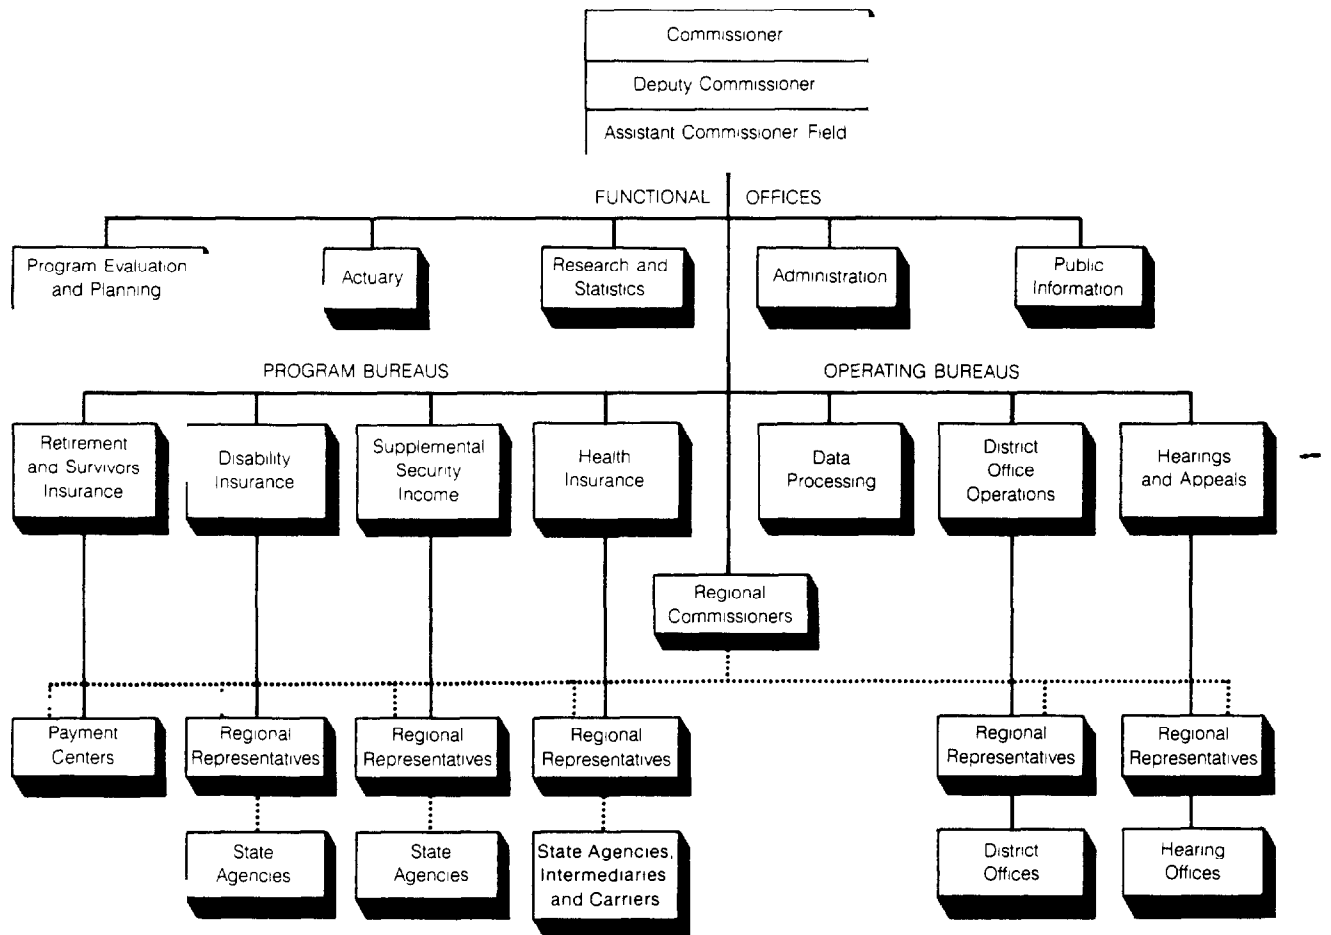 Commissioner
Deputy Commissioner
Assistant Commissioner Field
FUNCTIONAL OFFICES
Program Evaluation
and Planning
Actuary
Research and
Statistics
Administration
Public
Information
PROGRAM BUREAUS
OPERATING BUREAUS
Retirement
and Survivors
Insurance
Disability
Insurance
Supplemental
Security
Income
Health
Insurance
Data
Processing
District
Office
Operations
Hearings
and Appeals
Regional
Commissioners
Payment
Centers
Regional
Representatives
Regional
Representatives
Regional
Representatives
Regional
Representatives
Regional
Representatives
State
Agencies
State
Agencies
State Agencies,
Intermediaries
and Carriers
District
Offices
Hearing
Offices